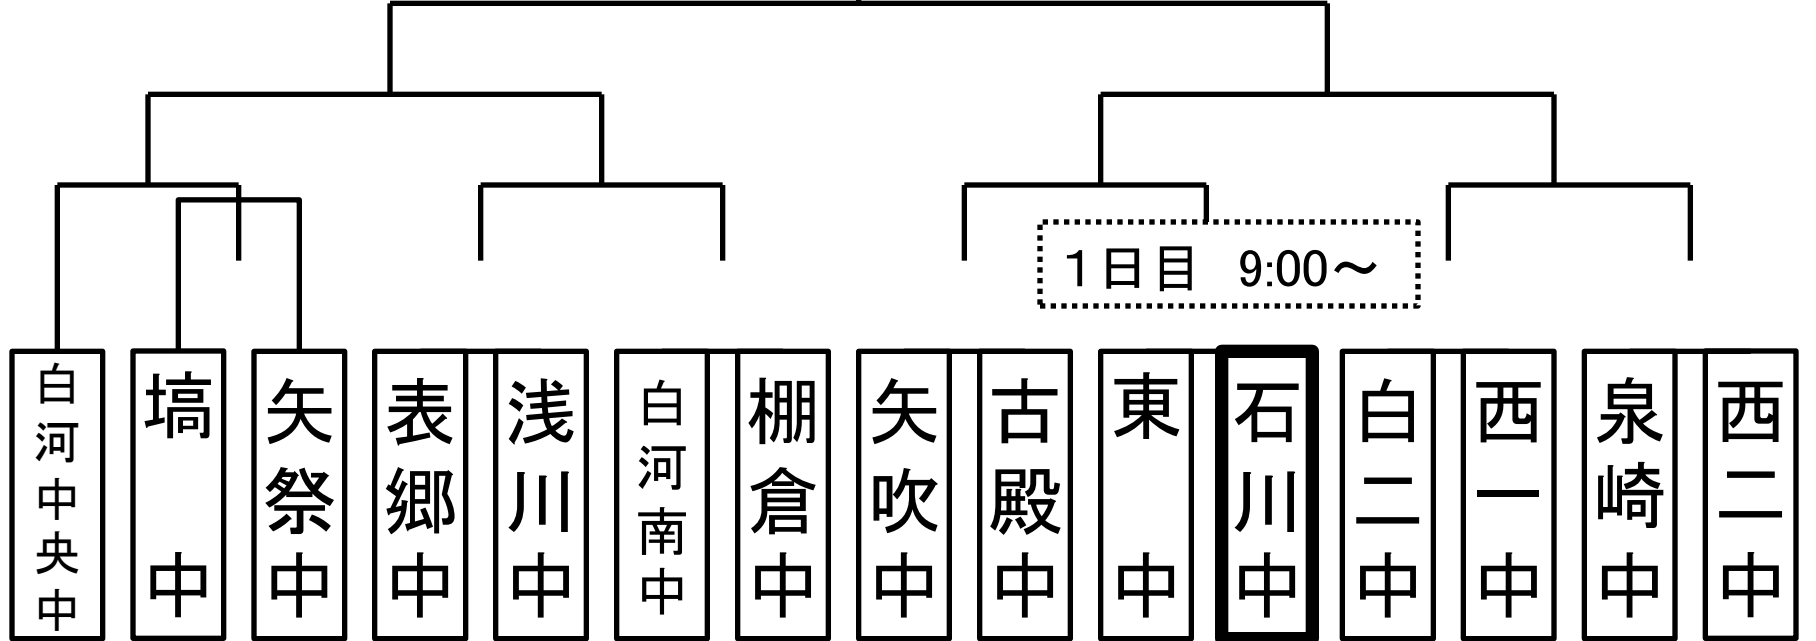 1日目 9:00～
白河中央中
塙中
矢祭中
表郷中
浅川中
白河南中
棚倉中
矢吹中
古殿中
東中
石川中
白二中
西一中
泉崎中
西二中